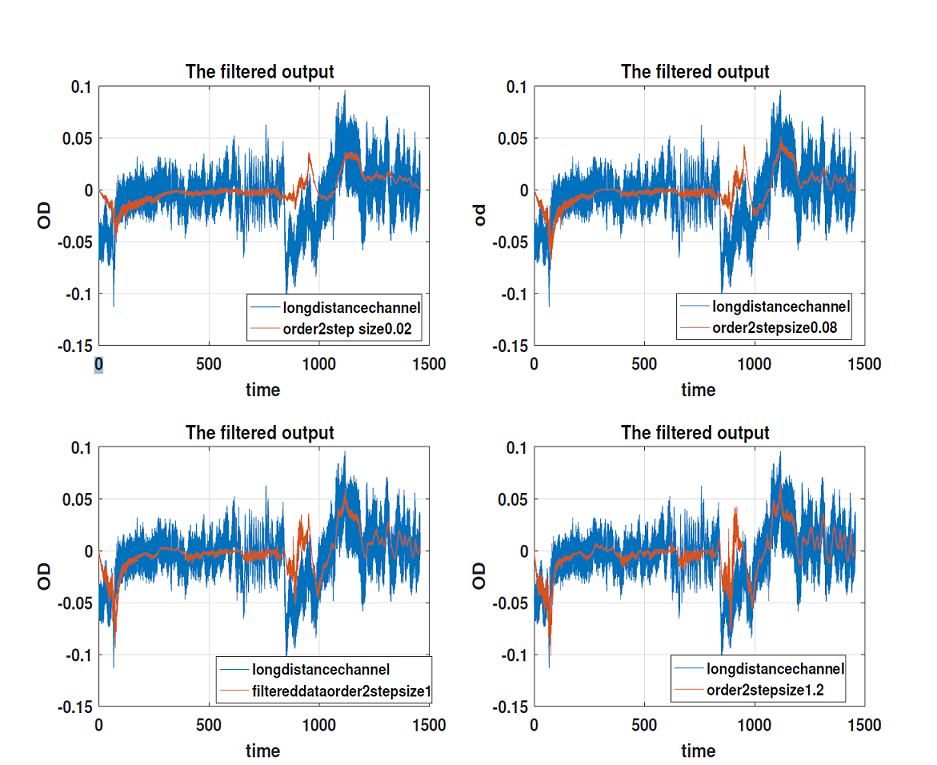 The filtered output
0.1
0.05
0
-0.05
-0.1
-0.15
OD
longdistancechannel
order2step size0.02
0 500 1000 1500
time
The filtered output
0.1
0.05
0
-0.05
-0.1
-0.15
od
longdistancechannel
order2stepsize0.08
0 500 1000 1500
time
The filtered output
0.1
0.05
0
-0.05
-0.1
-0.15
OD
longdistancechannel
filtereddataorder2stepsize1
0 500 1000 1500
time
The filtered output
0.1
0.05
0
-0.05
-0.1
-0.15
OD
longdistancechannel
order2stepsize1.2
0 500 1000 1500
time